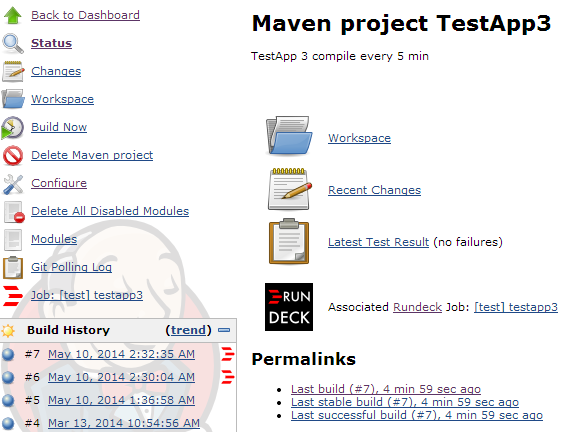 Back to Dashboard
Status
Changes
Workspace
Build Now
Delete Maven project
Configure
Delete All Disabled Modules
Modules
Git Polling Log
Job: [test] testapp3
Build History (trend)
#7 May 10, 2014 2:32:35 AM
#6 May 10, 2014 2:30:04 AM
#5 May 10, 2014 1:36:58 AM
#4 Mar 13, 2014 10:54:56 AM
Maven project TestApp3
TestApp 3 compile every 5 min
Workspace
Recent Changes
Latest Test Result (no failures)
RUN
DECK
Associated Rundeck Job: [test] testapp3
Permalinks
Last build (#7), 4 min 59 sec ago
Last stable build (#7), 4 min 59 sec ago
Last successful build (#7), 4 min 59 sec ago